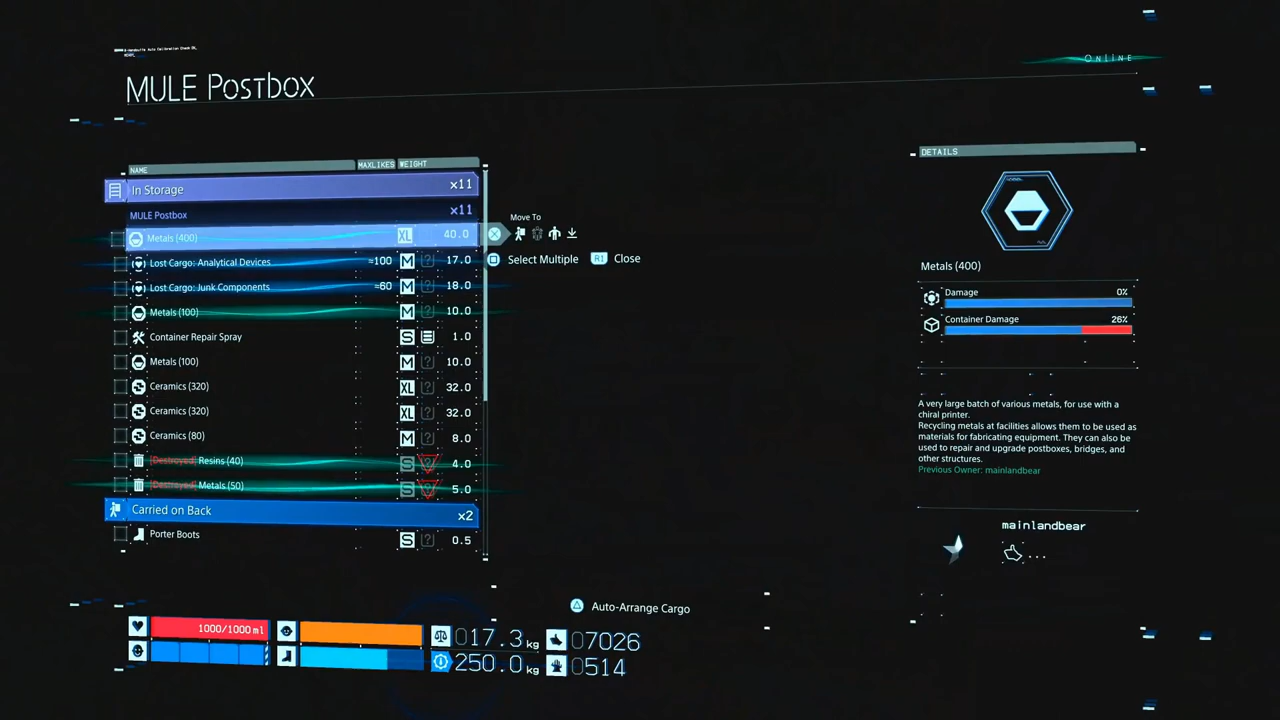 Q-Handcuffs Auto Calibration Check OK.
READY.
ONLINE
MULE Postbox
NAME MAXLIKES WEIGHT
In Storage x11
MULE Postbox x11
Metals (400) XL 40.0
Lost Cargo: Analytical Devices ≈100 M ? 17.0
Lost Cargo: Junk Components ≈60 M ? 18.0
Metals (100) M ? 10.0
Container Repair Spray S 1.0
Metals (100) M ? 10.0
Ceramics (320) XL ? 32.0
Ceramics (320) XL ? 32.0
Ceramics (80) M ? 8.0
[Destroyed] Resins (40) S ? 4.0
[Destroyed] Metals (50) S ? 5.0
Carried on Back x2
Porter Boots S ? 0.5
Move To
Select Multiple R1 Close
Auto-Arrange Cargo
DETAILS
Metals (400)
Damage 0%
Container Damage 26%
A very large batch of various metals, for use with a
chiral printer.
Recycling metals at facilities allows them to be used as
materials for fabricating equipment. They can also be
used to repair and upgrade postboxes, bridges, and
other structures.
Previous Owner: mainlandbear
mainlandbear
...
1000/1000 ml
017.3 kg 07026
250.0 kg 0514